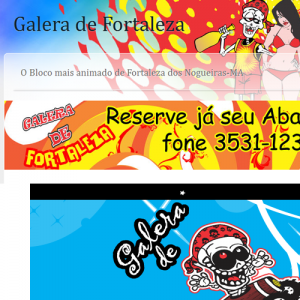 Galera de Fortaleza
O Bloco mais animado de Fortaleza dos Nogueiras-MA
GALERA
DE
FORTALEZA
Reserve já seu Aba
fone 3531-123
Galera
de